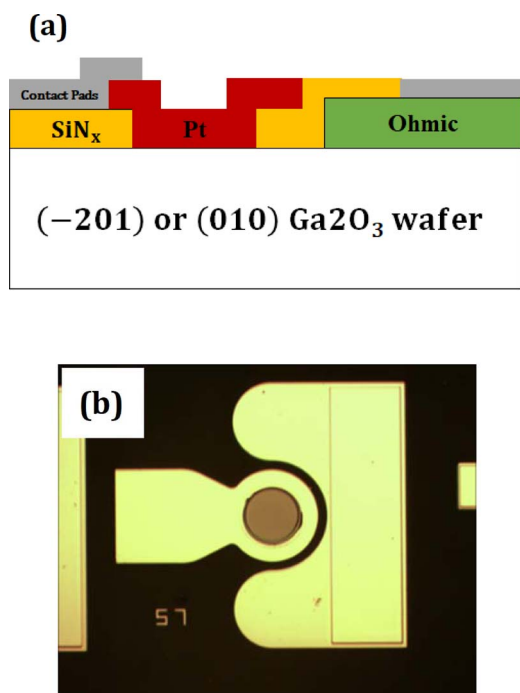 (a)
Contact Pads
SiNₓ Pt Ohmic
(−201) or (010) Ga2O₃ wafer
(b)
57